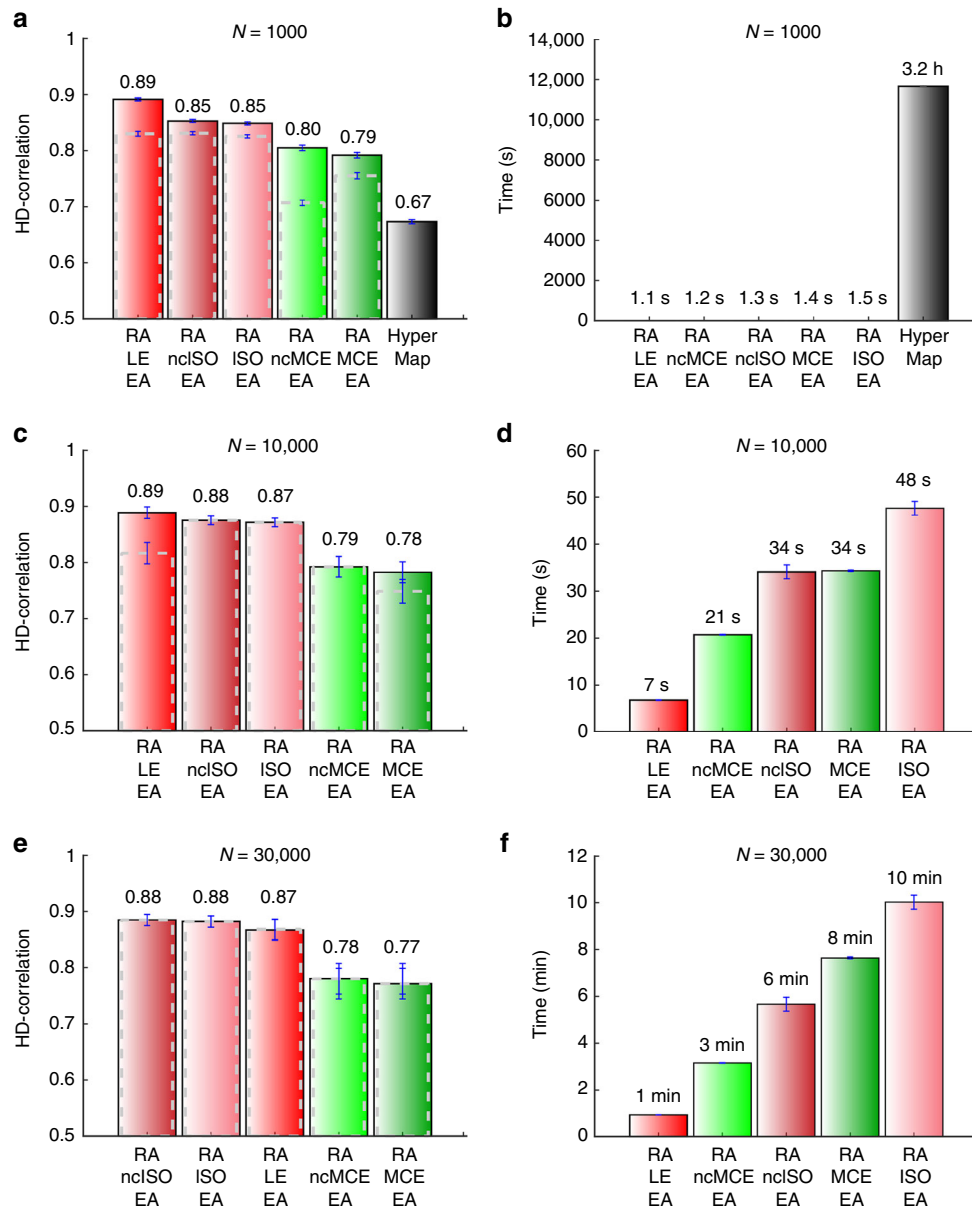 a
N = 1000
HD-correlation
1
0.9
0.8
0.7
0.6
0.5
0.89
0.85
0.85
0.80
0.79
0.67
RA LE EA
RA ncISO EA
RA ISO EA
RA ncMCE EA
RA MCE EA
Hyper Map
b
N = 1000
Time (s)
14,000
12,000
10,000
8000
6000
4000
2000
0
1.1 s
1.2 s
1.3 s
1.4 s
1.5 s
3.2 h
RA LE EA
RA ncMCE EA
RA ncISO EA
RA MCE EA
RA ISO EA
Hyper Map
c
N = 10,000
HD-correlation
1
0.9
0.8
0.7
0.6
0.5
0.89
0.88
0.87
0.79
0.78
RA LE EA
RA ncISO EA
RA ISO EA
RA ncMCE EA
RA MCE EA
d
N = 10,000
Time (s)
60
50
40
30
20
10
0
7 s
21 s
34 s
34 s
48 s
RA LE EA
RA ncMCE EA
RA ncISO EA
RA MCE EA
RA ISO EA
e
N = 30,000
HD-correlation
1
0.9
0.8
0.7
0.6
0.5
0.88
0.88
0.87
0.78
0.77
RA ncISO EA
RA ISO EA
RA LE EA
RA ncMCE EA
RA MCE EA
f
N = 30,000
Time (min)
12
10
8
6
4
2
0
1 min
3 min
6 min
8 min
10 min
RA LE EA
RA ncMCE EA
RA ncISO EA
RA MCE EA
RA ISO EA